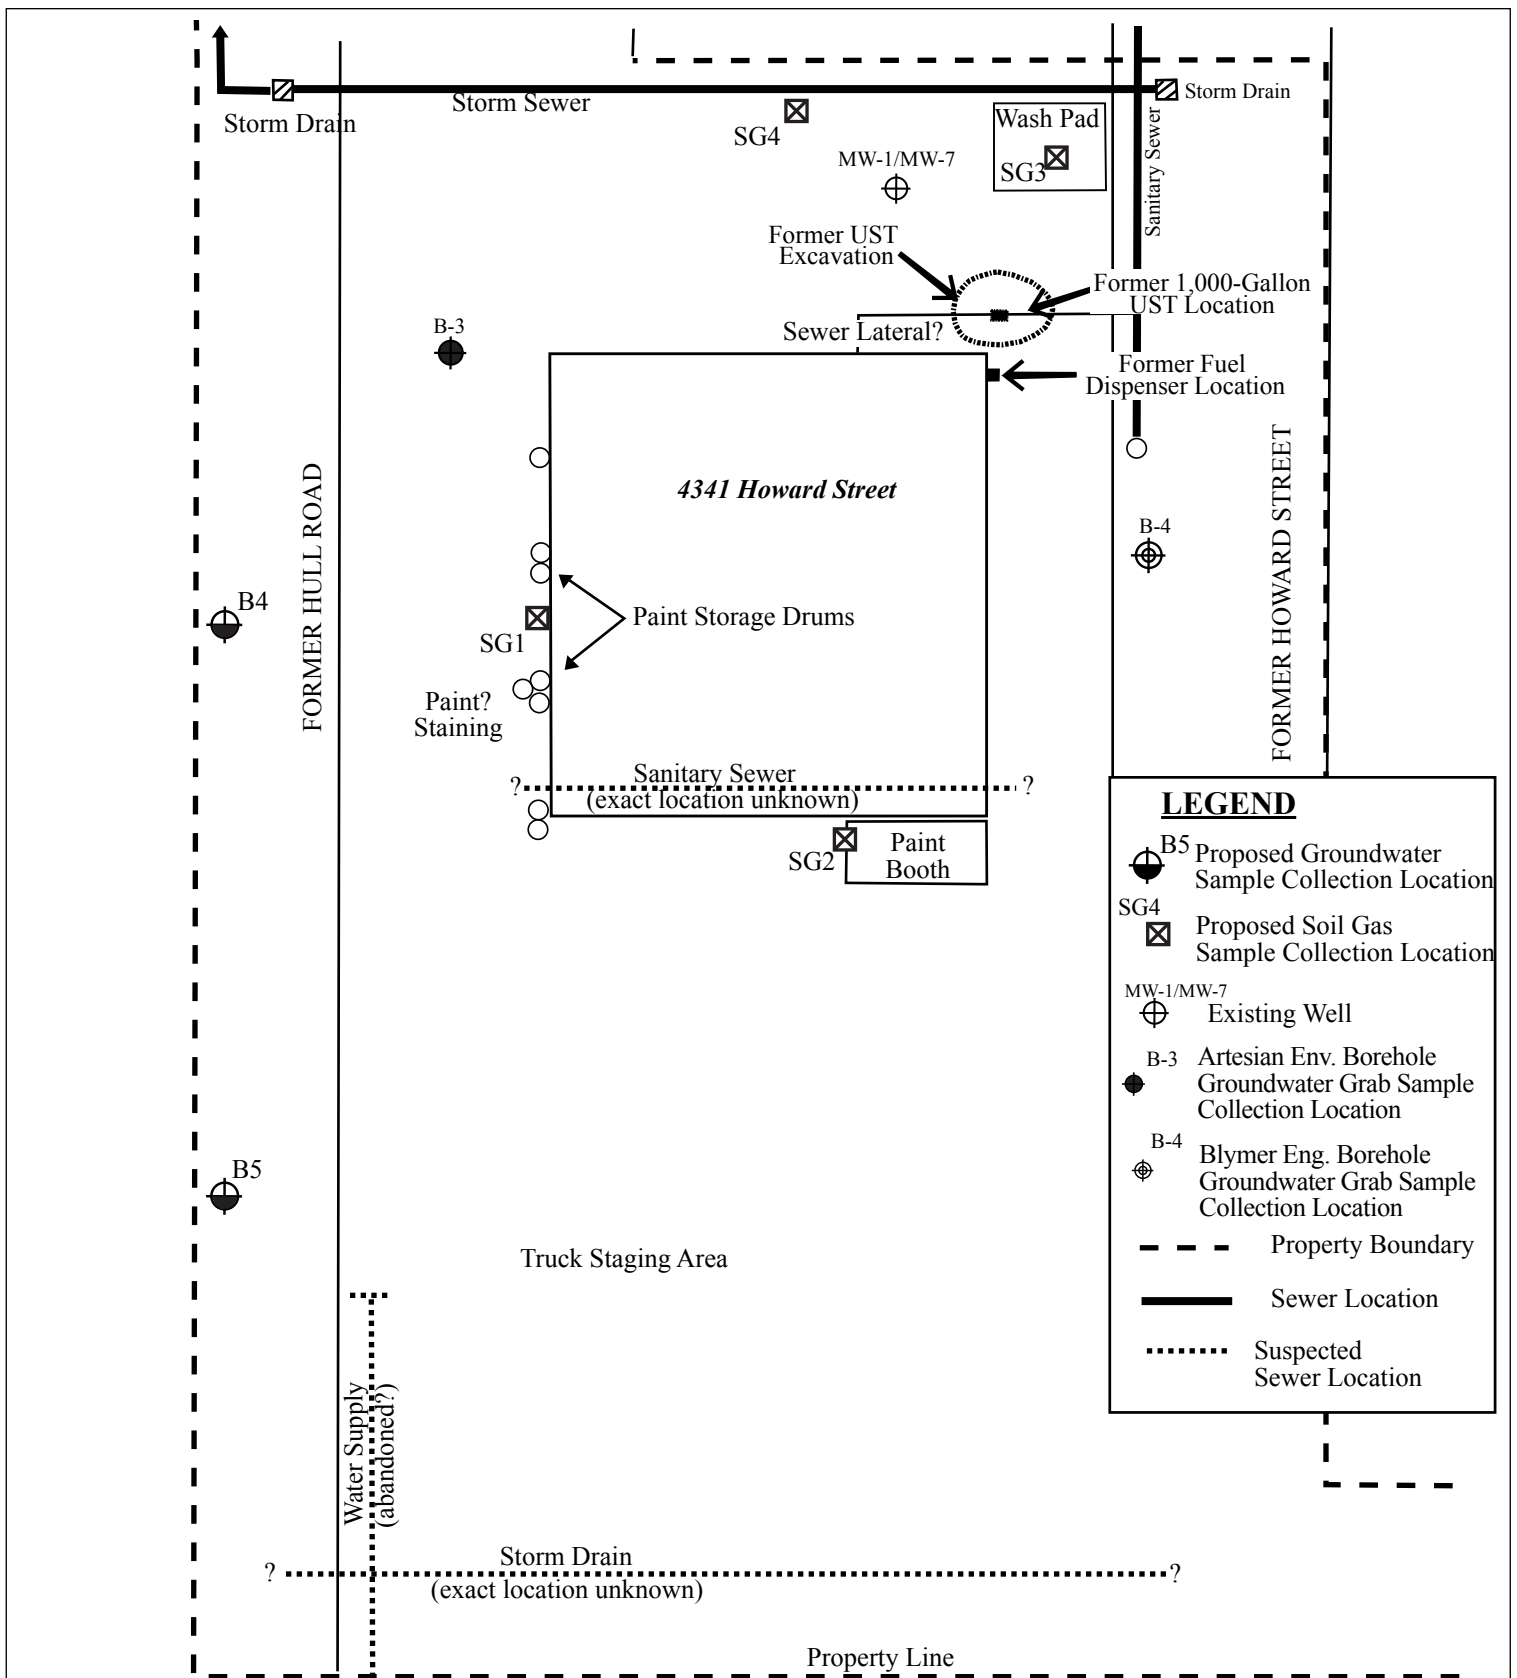 Storm Drain
Storm Sewer
Storm Drain
SG4
Wash Pad
SG3
Sanitary Sewer
MW-1/MW-7
Former UST
Excavation
Former 1,000-Gallon
UST Location
B-3
Sewer Lateral?
Former Fuel
Dispenser Location
4341 Howard Street
FORMER HULL ROAD
FORMER HOWARD STREET
B-4
B4
SG1
Paint Storage Drums
Paint?
Staining
?
Sanitary Sewer
?
(exact location unknown)
SG2
Paint
Booth
LEGEND
B5
Proposed Groundwater
Sample Collection Location
SG4
Proposed Soil Gas
Sample Collection Location
MW-1/MW-7
Existing Well
B-3
Artesian Env. Borehole
Groundwater Grab Sample
Collection Location
B-4
Blymer Eng. Borehole
Groundwater Grab Sample
Collection Location
Property Boundary
Sewer Location
Suspected
Sewer Location
B5
Truck Staging Area
Water Supply
(abandoned?)
?
Storm Drain
?
(exact location unknown)
Property Line